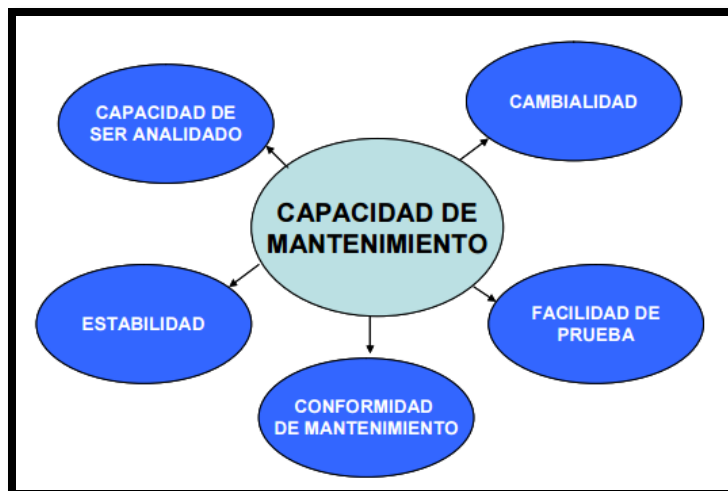 CAPACIDAD DE
SER ANALIDADO
CAMBIALIDAD
CAPACIDAD DE
MANTENIMIENTO
ESTABILIDAD
FACILIDAD DE
PRUEBA
CONFORMIDAD
DE MANTENIMIENTO